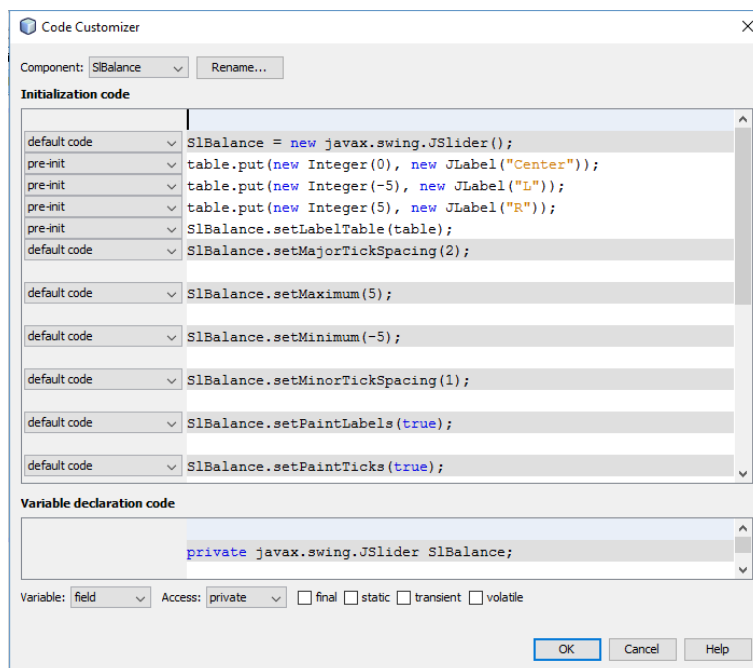 Code Customizer
Component: SlBalance Rename...
Initialization code
default code SlBalance = new javax.swing.JSlider();
pre-init table.put(new Integer(0), new JLabel("Center"));
pre-init table.put(new Integer(-5), new JLabel("L"));
pre-init table.put(new Integer(5), new JLabel("R"));
pre-init SlBalance.setLabelTable(table);
default code SlBalance.setMajorTickSpacing(2);
default code SlBalance.setMaximum(5);
default code SlBalance.setMinimum(-5);
default code SlBalance.setMinorTickSpacing(1);
default code SlBalance.setPaintLabels(true);
default code SlBalance.setPaintTicks(true);
Variable declaration code
private javax.swing.JSlider SlBalance;
Variable: field Access: private final static transient volatile
OK Cancel Help